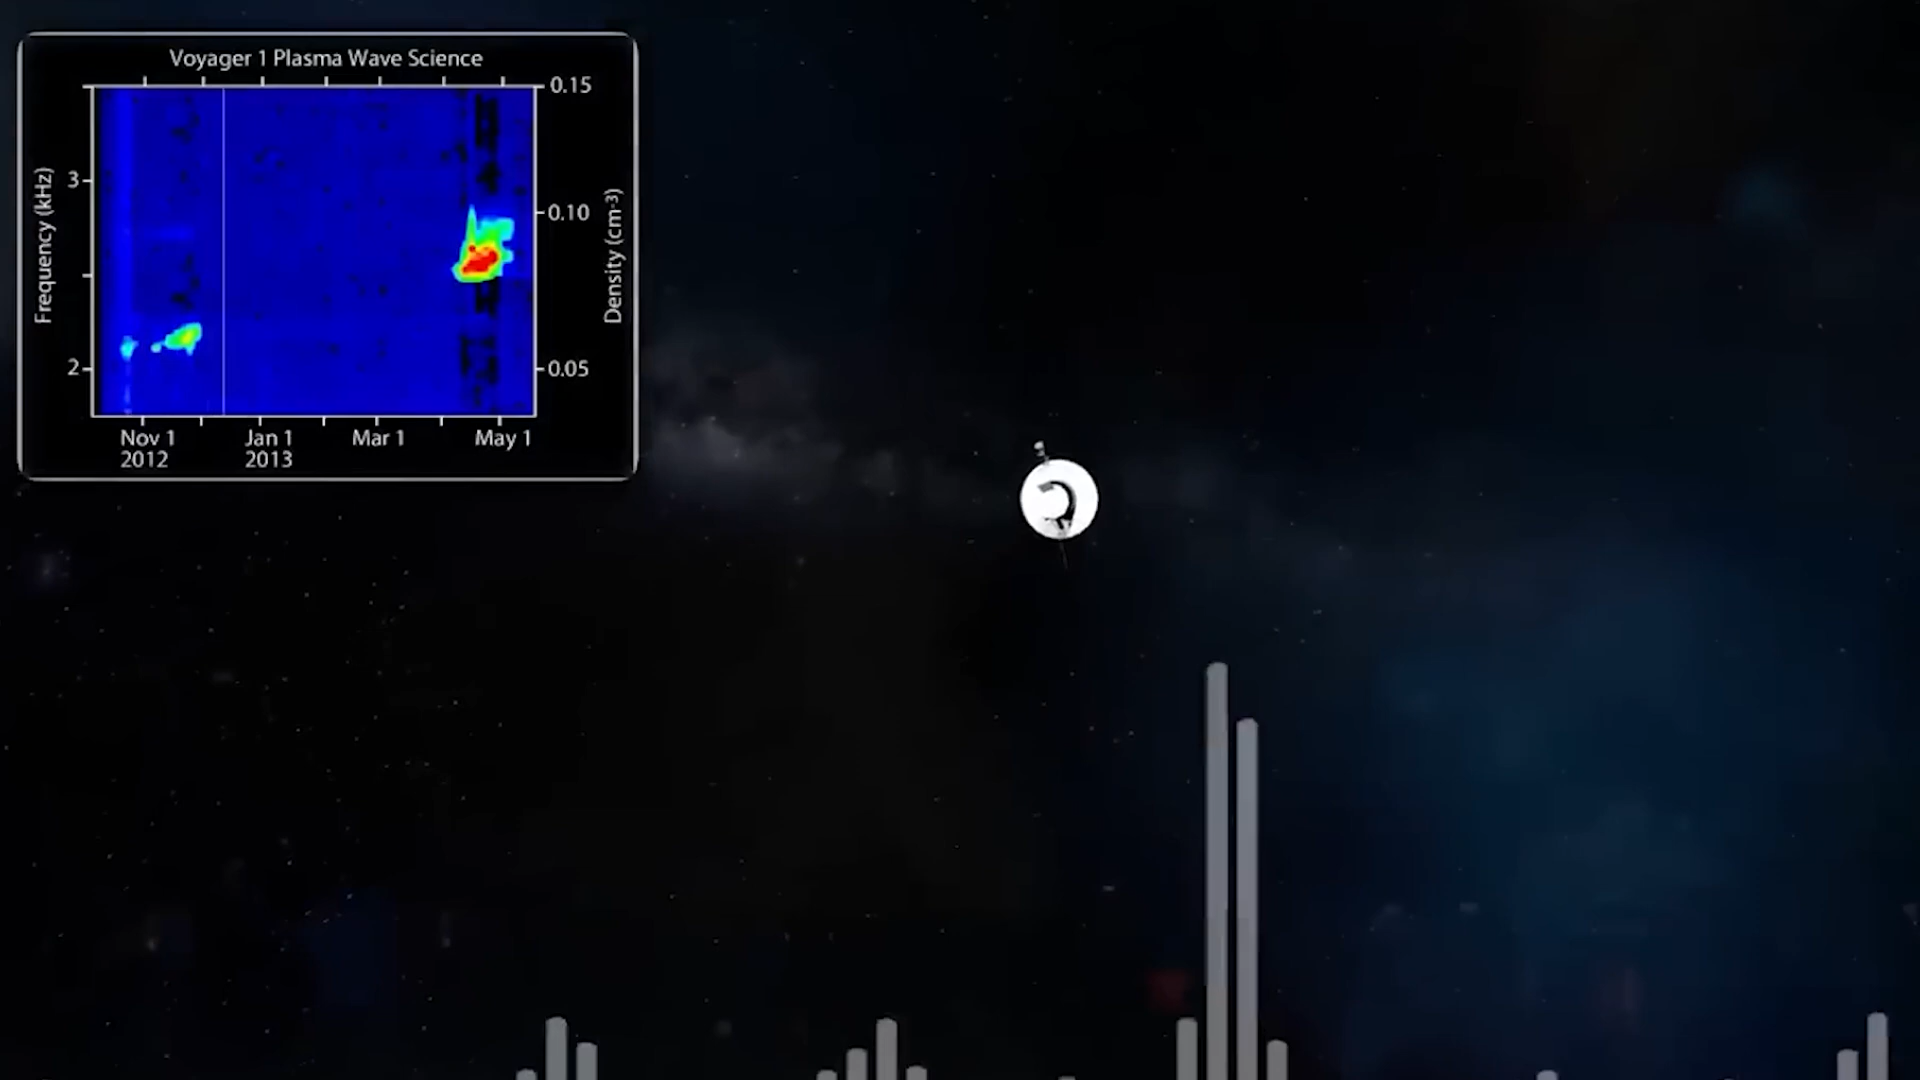 Voyager 1 Plasma Wave Science
0.15
3
0.10
Frequency (kHz)
Density (cm-³)
2
0.05
Nov 1 Jan 1 Mar 1 May 1
2012 2013